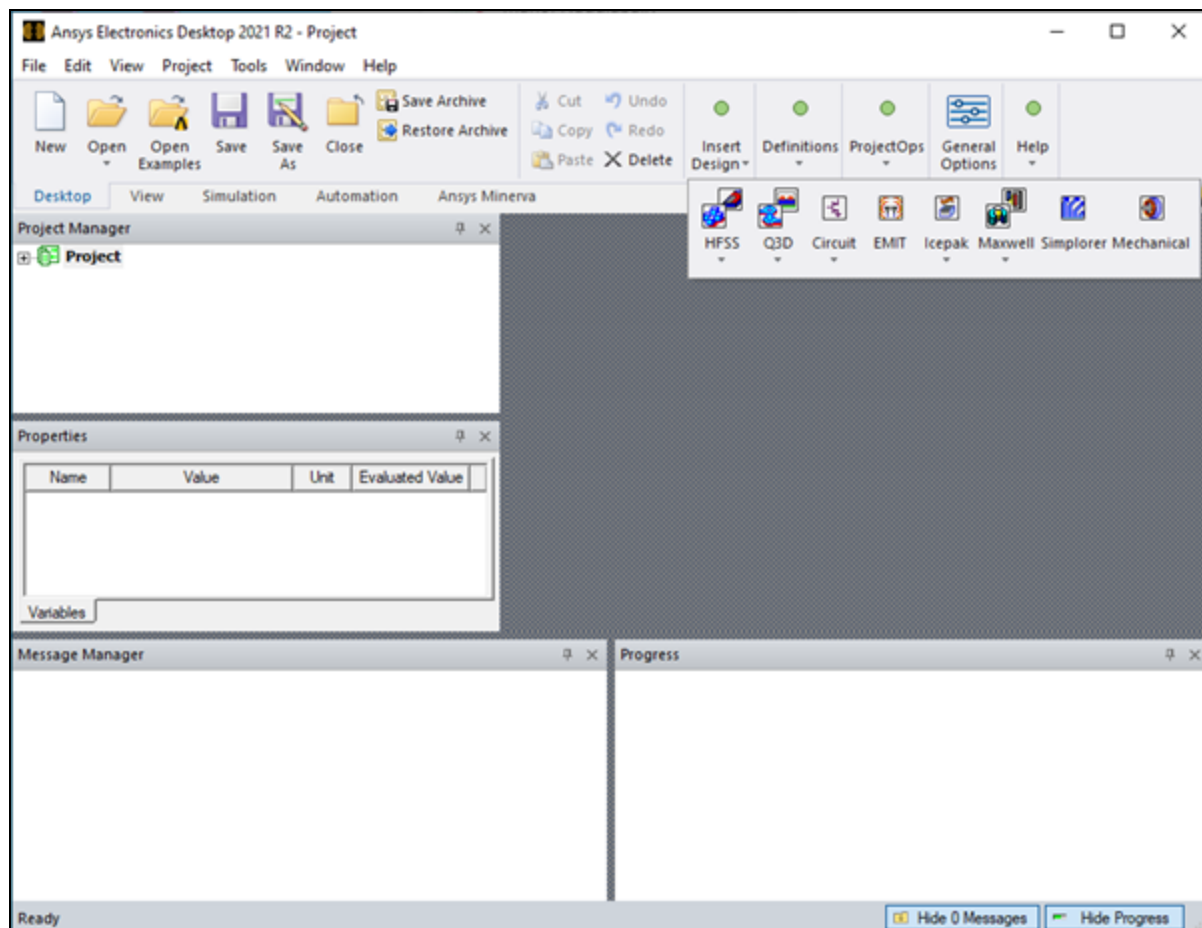 Ansys Electronics Desktop 2021 R2 - Project
File Edit View Project Tools Window Help
New
Open
Open Examples
Save
Save As
Close
Save Archive
Restore Archive
Cut
Copy
Paste
Undo
Redo
Delete
Insert Design
Definitions
ProjectOps
General Options
Help
Desktop View Simulation Automation Ansys Minerva
HFSS Q3D Circuit EMIT Icepak Maxwell Simplorer Mechanical
Project Manager
Project
Properties
Name Value Unit Evaluated Value
Variables
Message Manager
Progress
Ready
Hide 0 Messages
Hide Progress